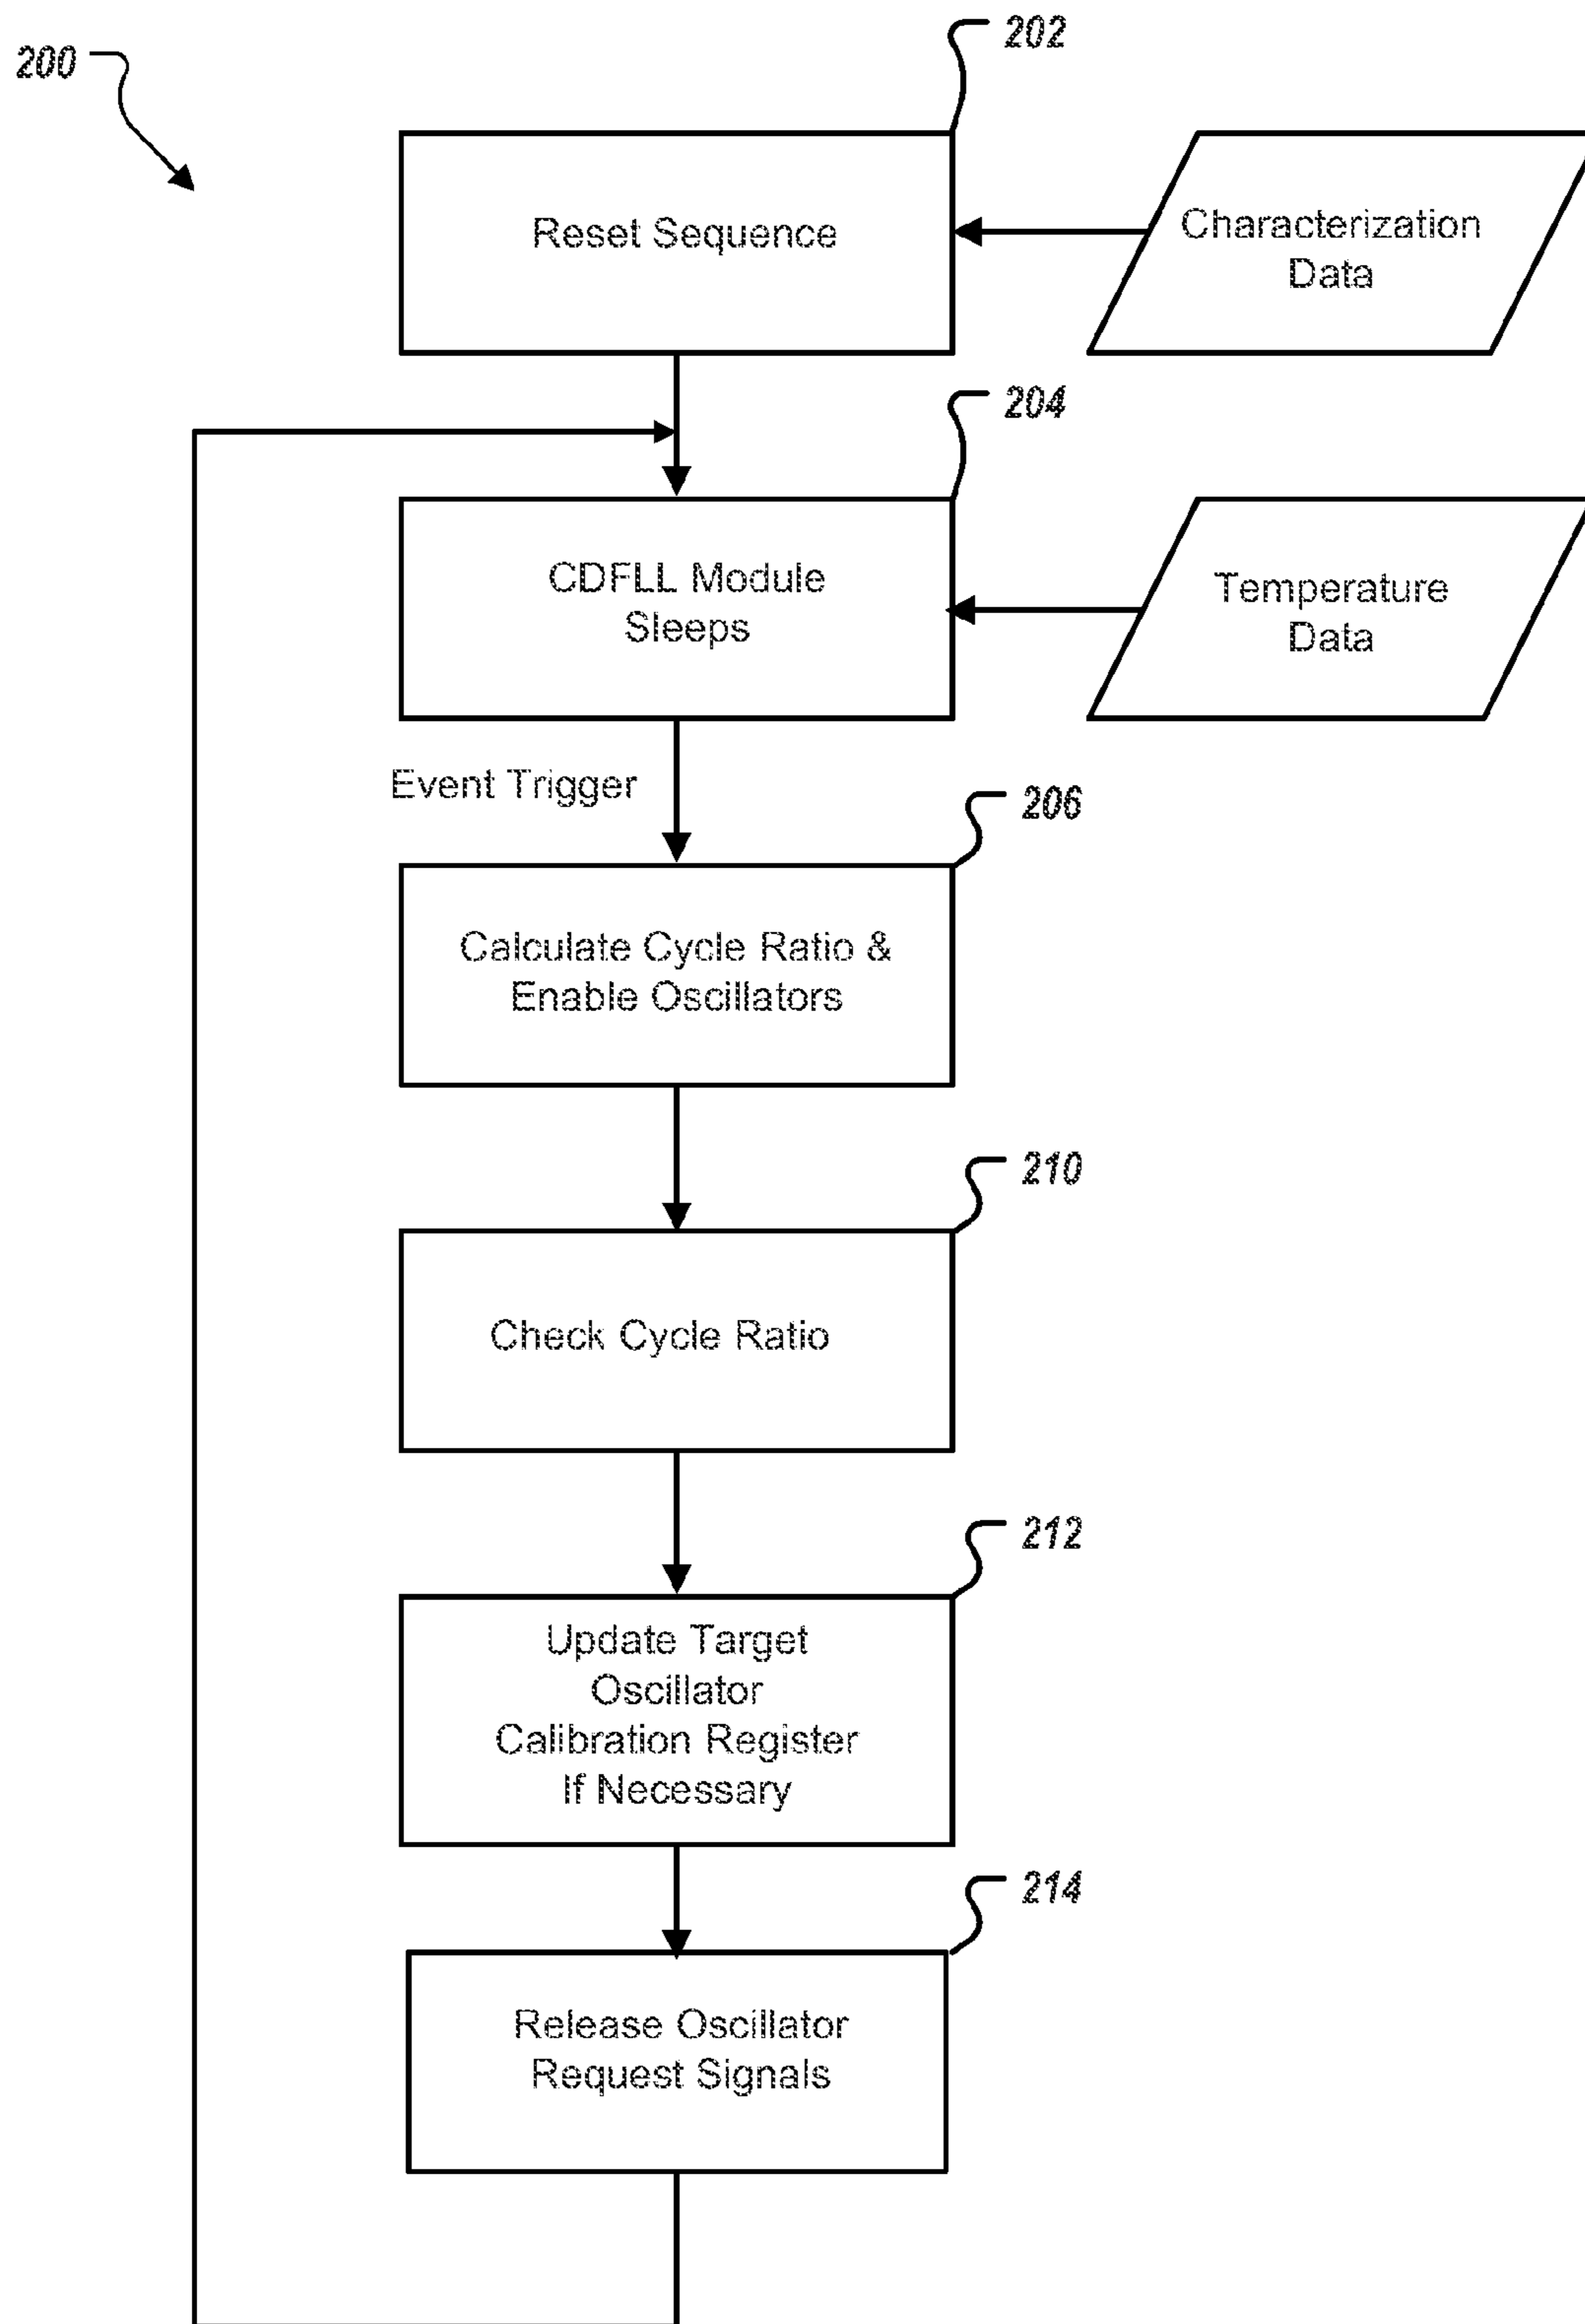 200
202
Reset Sequence
Characterization
Data
204
CDFLL Module
Sleeps
Temperature
Data
Event Trigger
206
Calculate Cycle Ratio &
Enable Oscillators
210
Check Cycle Ratio
212
Update Target
Oscillator
Calibration Register
If Necessary
214
Release Oscillator
Request Signals